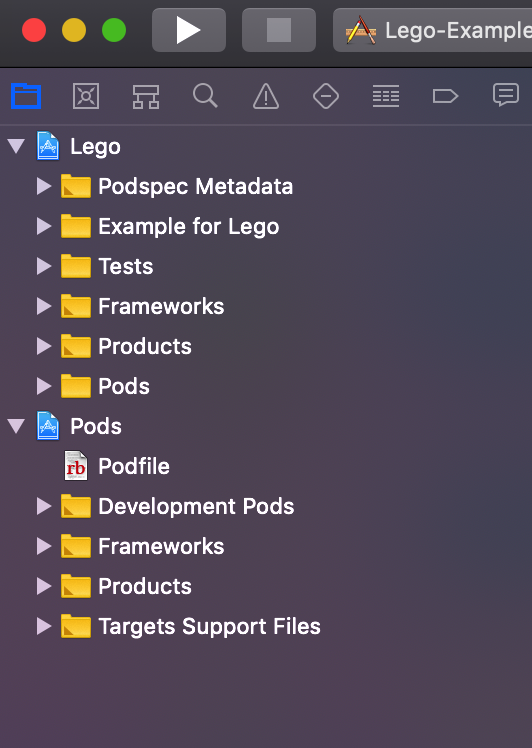 Lego-Example
Lego
Podspec Metadata
Example for Lego
Tests
Frameworks
Products
Pods
Pods
rb
Podfile
Development Pods
Frameworks
Products
Targets Support Files